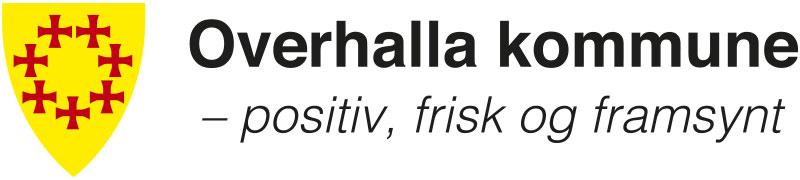 Overhalla kommune
– positiv, frisk og framsynt